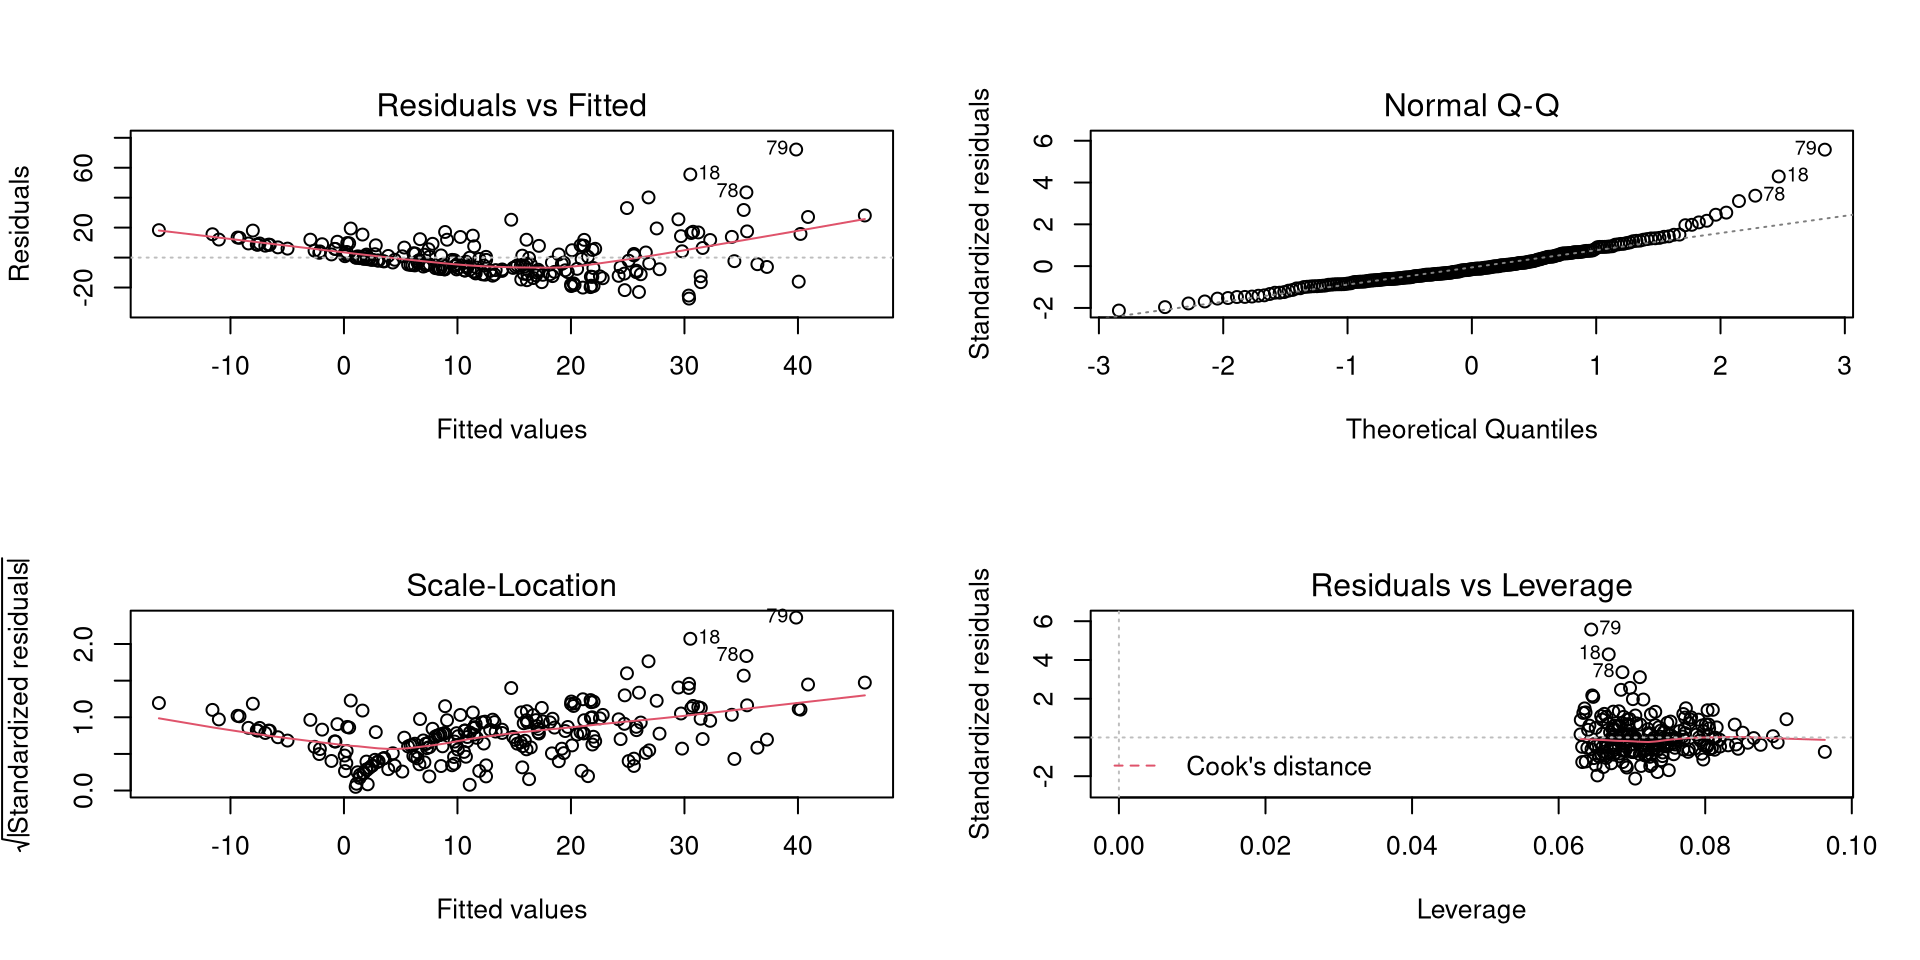 Residuals vs Fitted
Residuals
-20 20 60
79
18
78
-10 0 10 20 30 40
Fitted values
Normal Q-Q
Standardized residuals
-2 0 2 4 6
79
18
78
-3 -2 -1 0 1 2 3
Theoretical Quantiles
Scale-Location
√|Standardized residuals|
0.0 1.0 2.0
79
18
78
-10 0 10 20 30 40
Fitted values
Residuals vs Leverage
Standardized residuals
-2 0 2 4 6
79
18
78
Cook's distance
0.00 0.02 0.04 0.06 0.08 0.10
Leverage